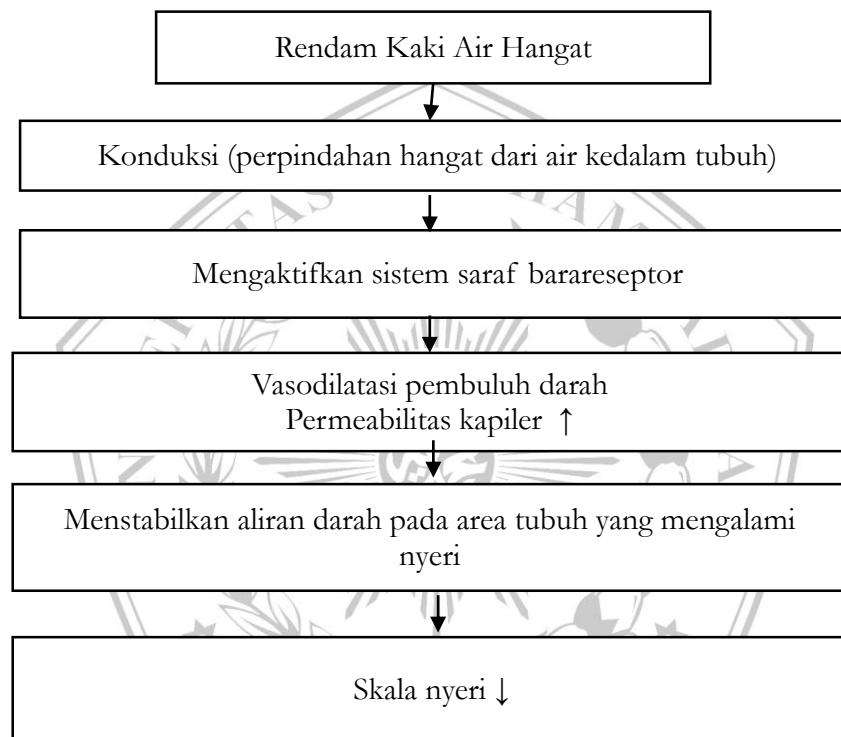 Rendam Kaki Air Hangat
Konduksi (perpindahan hangat dari air kedalam tubuh)
Mengaktifkan sistem saraf barareseptor
Vasodilatasi pembuluh darah
Permeabilitas kapiler ↑
Menstabilkan aliran darah pada area tubuh yang mengalami
nyeri
Skala nyeri ↓